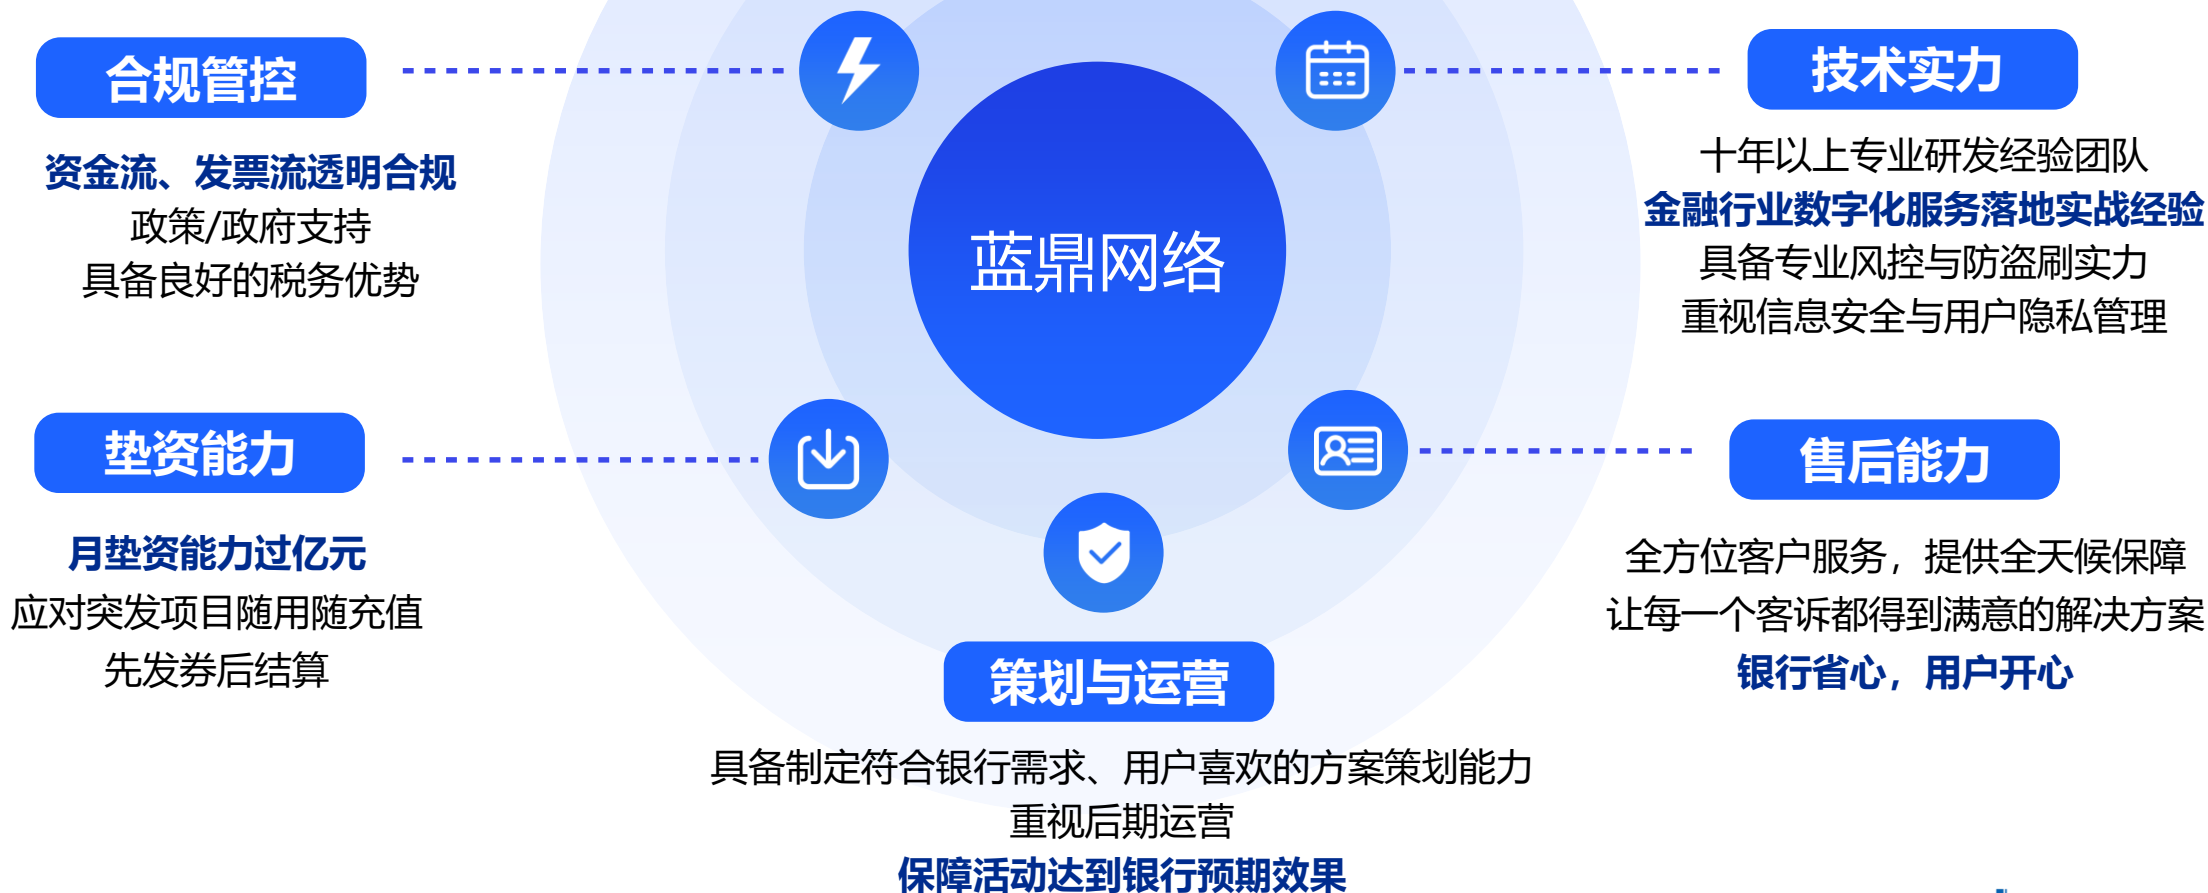 合规管控
资金流、发票流透明合规
政策/政府支持
具备良好的税务优势
垫资能力
月垫资能力过亿元
应对突发项目随用随充值
先发券后结算
蓝鼎网络
策划与运营
具备制定符合银行需求、用户喜欢的方案策划能力
重视后期运营
保障活动达到银行预期效果
技术实力
十年以上专业研发经验团队
金融行业数字化服务落地实战经验
具备专业风控与防盗刷实力
重视信息安全与用户隐私管理
售后能力
全方位客户服务，提供全天候保障
让每一个客诉都得到满意的解决方案
银行省心，用户开心